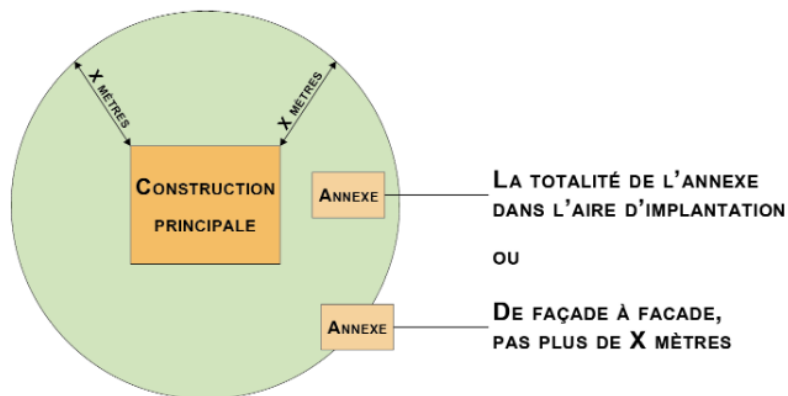 X MÈTRES
X MÈTRES
CONSTRUCTION
PRINCIPALE
ANNEXE
LA TOTALITÉ DE L'ANNEXE
DANS L'AIRE D'IMPLANTATION
OU
ANNEXE
DE FAÇADE À FACADE,
PAS PLUS DE X MÈTRES